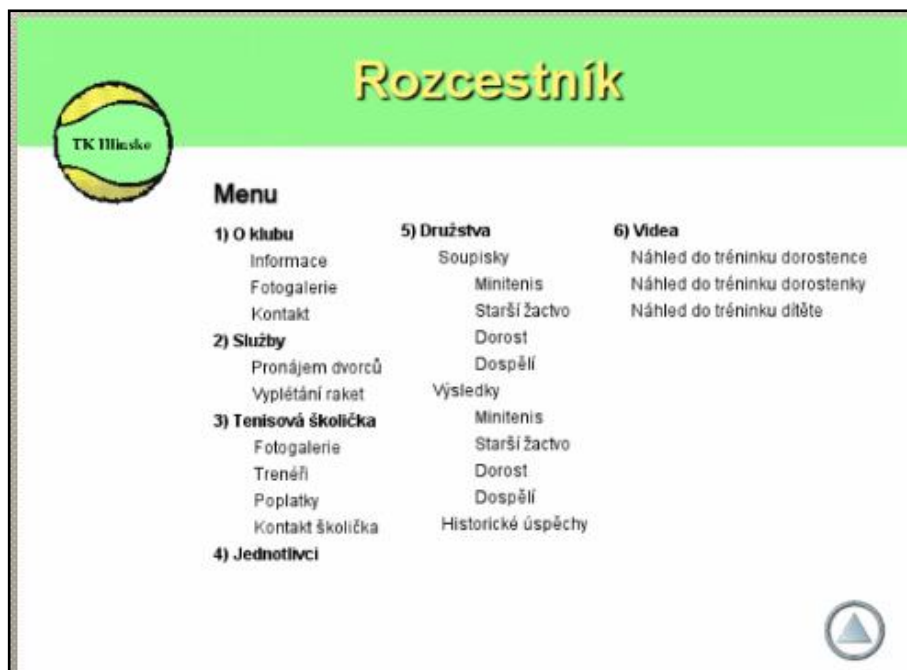 Rozcestník
TK Hlinsko
Menu
1) O klubu
Informace
Fotogalerie
Kontakt
2) Služby
Pronájem dvorců
Vyplétání raket
3) Tenisová školička
Fotogalerie
Trenéři
Poplatky
Kontakt školička
4) Jednotlivci
5) Družstva
Soupisky
Minitenis
Starší žactvo
Dorost
Dospělí
Výsledky
Minitenis
Starší žactvo
Dorost
Dospělí
Historické úspěchy
6) Videa
Náhled do tréninku dorostence
Náhled do tréninku dorostenky
Náhled do tréninku dítěte